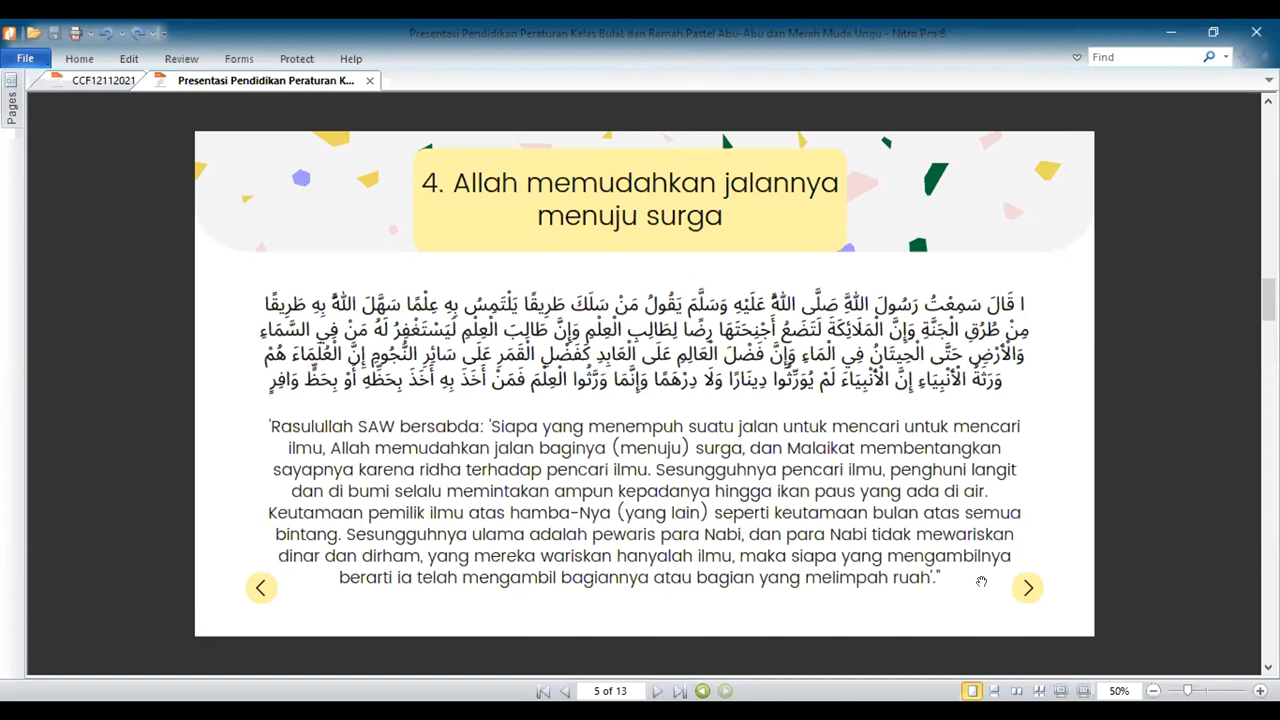 Presentasi Pendidikan Peraturan Kelas Bulat dan Ramah Pastel Abu-Abu dan Merah Muda Ungu - Nitro Pro 8
File Home Edit Review Forms Protect Help Find
CCF12112021 Presentasi Pendidikan Peraturan K...
Pages
4. Allah memudahkan jalannya
menuju surga
ا قَالَ سَمِعْتُ رَسُولَ اللهَِّ صَلَّى اللهَُّ عَلَيْهِ وَسَلَّمَ يَقُولُ مَنْ سَلَكَ طَرِيقًا يَلْتَمِسُ بِهِ عِلْمًا سَهَّلَ اللهَُّ بِهِ طَرِيقًا
مِنْ طُرُقِ الْجَنَّةِ وَإِنَّ الْمَلَائِكَةَ لَتَضَعُ أَجْنِحَتَهَا رِضًا لِطَالِبِ الْعِلْمِ وَإِنَّ طَالِبَ الْعِلْمِ لَيَسْتَغْفِرُ لَهُ مَنْ فِي السَّمَاءِ
وَالْأَرْضِ حَتَّى الْحِيتَانُ فِي الْمَاءِ وَإِنَّ فَضْلَ الْعَالِمِ عَلَى الْعَابِدِ كَفَضْلِ الْقَمَرِ عَلَى سَائِرِ النُّجُومِ إِنَّ الْعُلَمَاءَ هُمْ
وَرَثَةُ الْأَنْبِيَاءِ إِنَّ الْأَنْبِيَاءَ لَمْ يُوَرِّثُوا دِينَارًا وَلَا دِرْهَمًا وَإِنَّمَا وَرَّثُوا الْعِلْمَ فَمَنْ أَخَذَ بِهِ أَخَذَ بِحَظِّهِ أَوْ بِحَظٍّ وَافِرٍ
'Rasulullah SAW bersabda: 'Siapa yang menempuh suatu jalan untuk mencari untuk mencari
ilmu, Allah memudahkan jalan baginya (menuju) surga, dan Malaikat membentangkan
sayapnya karena ridha terhadap pencari ilmu. Sesungguhnya pencari ilmu, penghuni langit
dan di bumi selalu memintakan ampun kepadanya hingga ikan paus yang ada di air.
Keutamaan pemilik ilmu atas hamba-Nya (yang lain) seperti keutamaan bulan atas semua
bintang. Sesungguhnya ulama adalah pewaris para Nabi, dan para Nabi tidak mewariskan
dinar dan dirham, yang mereka wariskan hanyalah ilmu, maka siapa yang mengambilnya
berarti ia telah mengambil bagiannya atau bagian yang melimpah ruah'."
5 of 13 50%